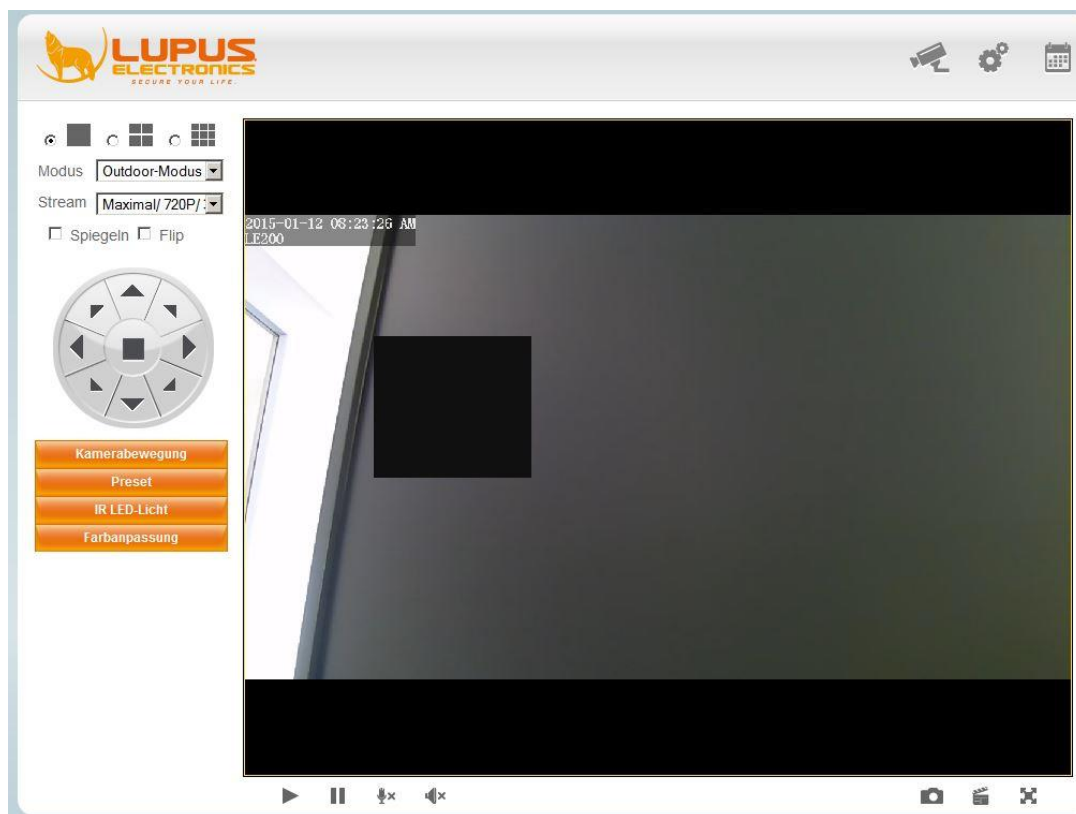 LUPUS
ELECTRONICS
SECURE YOUR LIFE.
Modus Outdoor-Modus
Stream Maximal/ 720P/
Spiegeln Flip
2015-01-12 08:23:26 AM
LE200
Kamerabewegung
Preset
IR LED-Licht
Farbanpassung